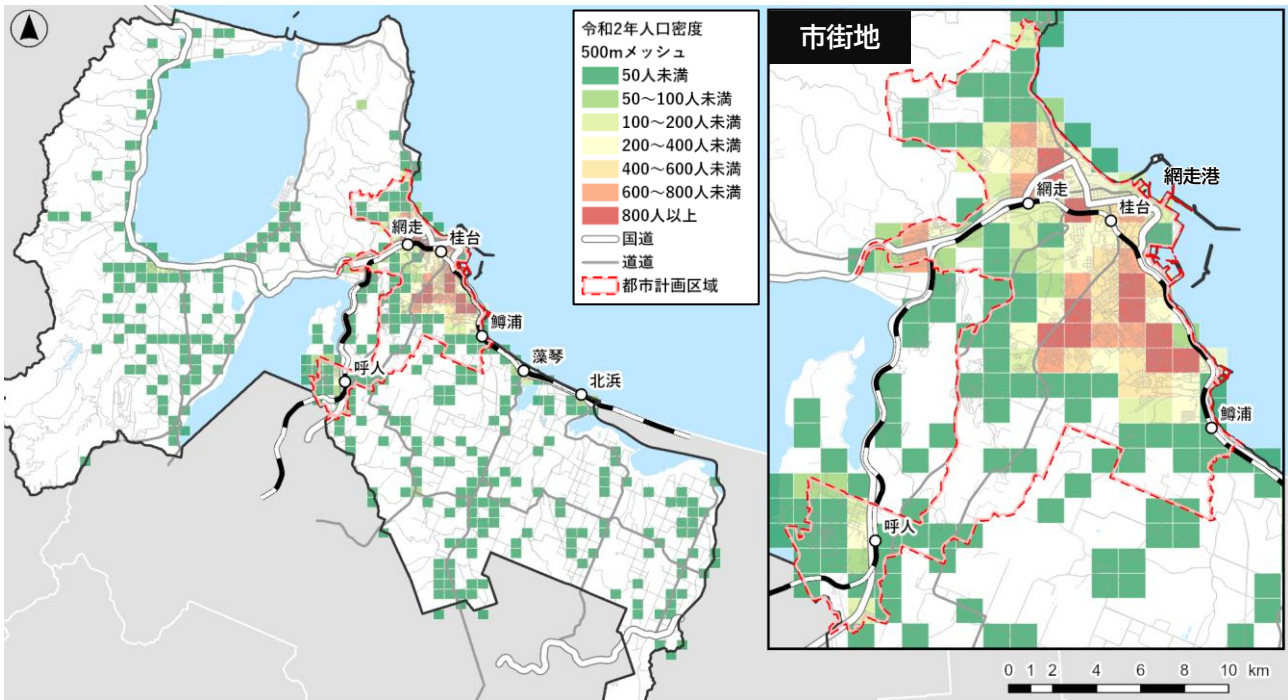 令和2年人口密度
500mメッシュ
50人未満
50～100人未満
100～200人未満
200～400人未満
400～600人未満
600～800人未満
800人以上
国道
道道
都市計画区域
網走
桂台
鱒浦
藻琴
北浜
呼人
市街地
網走港
網走
桂台
鱒浦
呼人
0 1 2 4 6 8 10 km